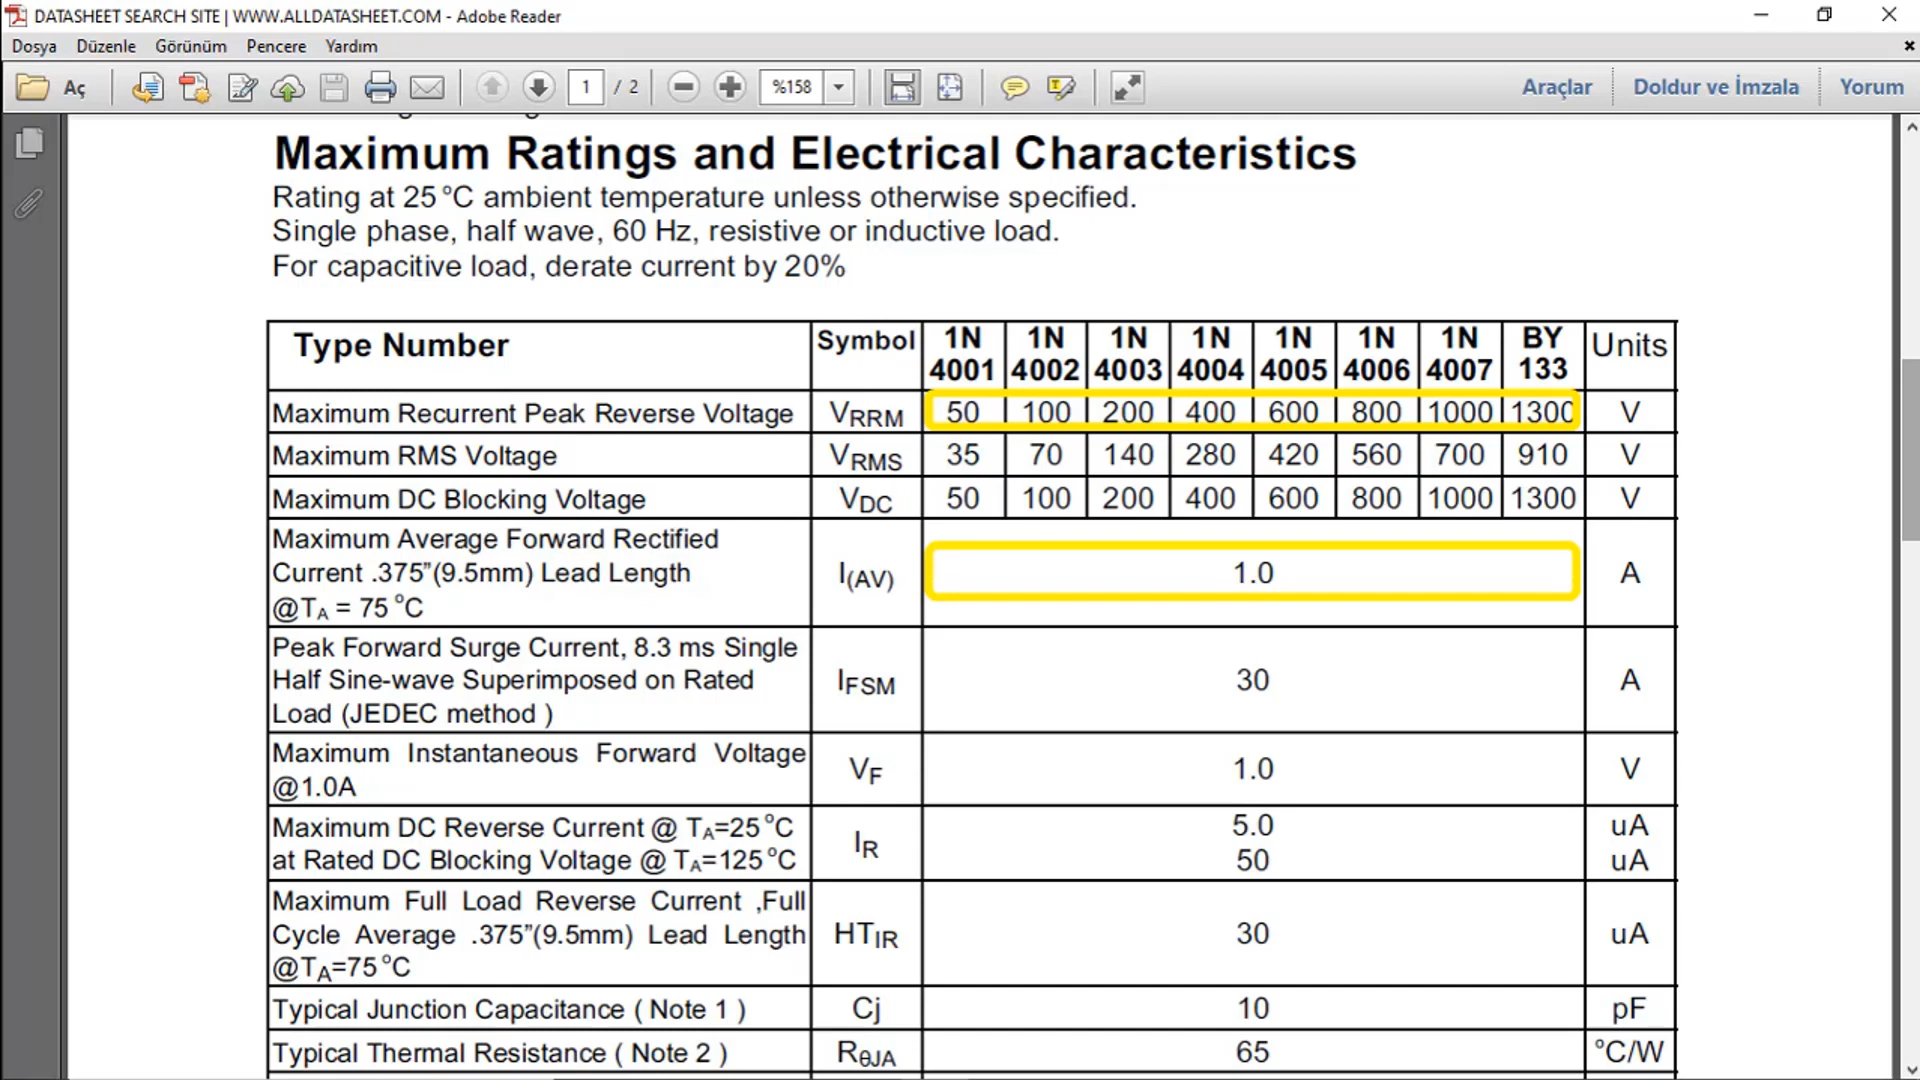 DATASHEET SEARCH SITE | WWW.ALLDATASHEET.COM - Adobe Reader
Dosya Düzenle Görünüm Pencere Yardım
Aç 1 / 2 %158 Araçlar Doldur ve İmzala Yorum
Maximum Ratings and Electrical Characteristics
Rating at 25 °C ambient temperature unless otherwise specified.
Single phase, half wave, 60 Hz, resistive or inductive load.
For capacitive load, derate current by 20%
Type Number Symbol 1N 4001 1N 4002 1N 4003 1N 4004 1N 4005 1N 4006 1N 4007 BY 133 Units
Maximum Recurrent Peak Reverse Voltage VRRM 50 100 200 400 600 800 1000 1300 V
Maximum RMS Voltage VRMS 35 70 140 280 420 560 700 910 V
Maximum DC Blocking Voltage VDC 50 100 200 400 600 800 1000 1300 V
Maximum Average Forward Rectified
Current .375”(9.5mm) Lead Length
@TA = 75 °C I(AV) 1.0 A
Peak Forward Surge Current, 8.3 ms Single
Half Sine-wave Superimposed on Rated
Load (JEDEC method ) IFSM 30 A
Maximum Instantaneous Forward Voltage
@1.0A VF 1.0 V
Maximum DC Reverse Current @ TA=25 °C IR 5.0 uA
at Rated DC Blocking Voltage @ TA=125 °C 50 uA
Maximum Full Load Reverse Current ,Full
Cycle Average .375”(9.5mm) Lead Length
@TA=75 °C HTIR 30 uA
Typical Junction Capacitance ( Note 1 ) Cj 10 pF
Typical Thermal Resistance ( Note 2 ) RθJA 65 °C/W